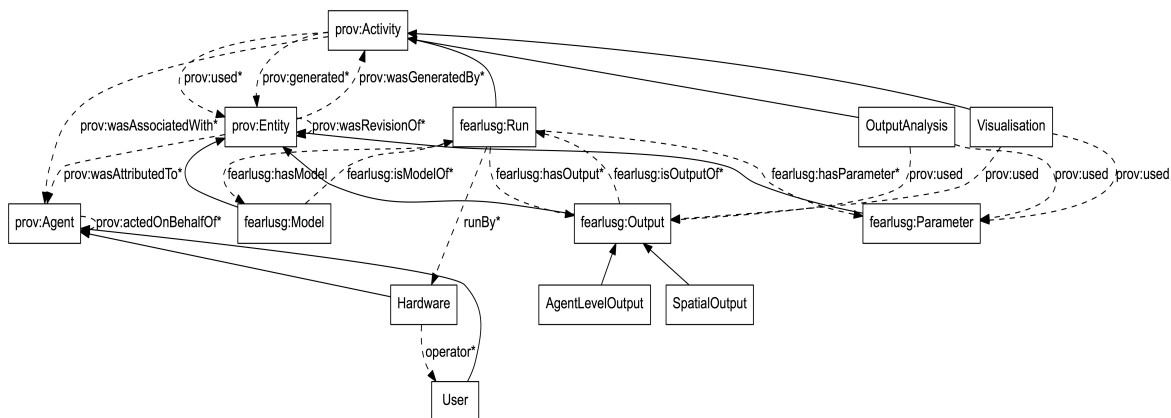 prov:Activity
prov:used*
prov:generated*
prov:wasGeneratedBy*
prov:wasAssociatedWith*
prov:Entity
prov:wasRevisionOf*
fearlusg:Run
OutputAnalysis
Visualisation
prov:wasAttributedTo*
fearlusg:hasModel
fearlusg:isModelOf*
fearlusg:hasOutput*
fearlusg:isOutputOf*
fearlusg:hasParameter*
prov:used
prov:used
prov:used
prov:used
prov:Agent
prov:actedOnBehalfOf*
fearlusg:Model
runBy*
fearlusg:Output
fearlusg:Parameter
Hardware
AgentLevelOutput
SpatialOutput
operator*
User